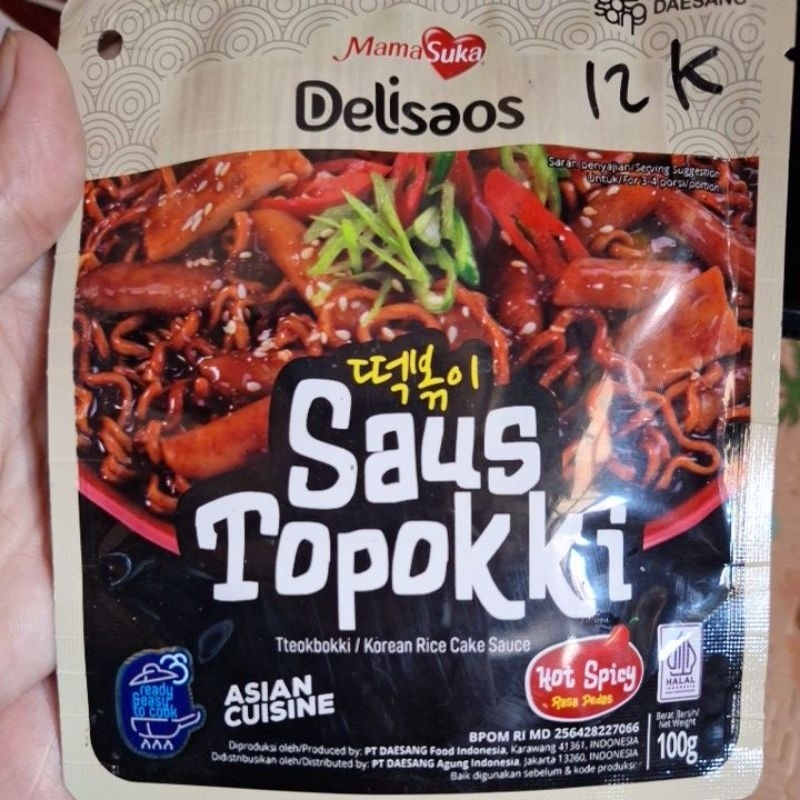 DAESANG
MamaSuka
Delisaos
12 K
Saran penyajian/Serving Suggestion
Untuk/For 3-4 porsi/portion
떡볶이
Saus
Topokki
Tteokbokki / Korean Rice Cake Sauce
ready
&easy
to cook
ASIAN
CUISINE
Hot Spicy
Rasa Pedas
HALAL
INDONESIA
BPOM RI MD 256428227066
Diproduksi oleh/Produced by: PT DAESANG Food Indonesia, Karawang 41361, INDONESIA
Didistribusikan oleh/Distributed by: PT DAESANG Agung Indonesia, Jakarta 13260, INDONESIA
Baik digunakan sebelum & kode produksi
Berat Bersih/
Net Weight
100g